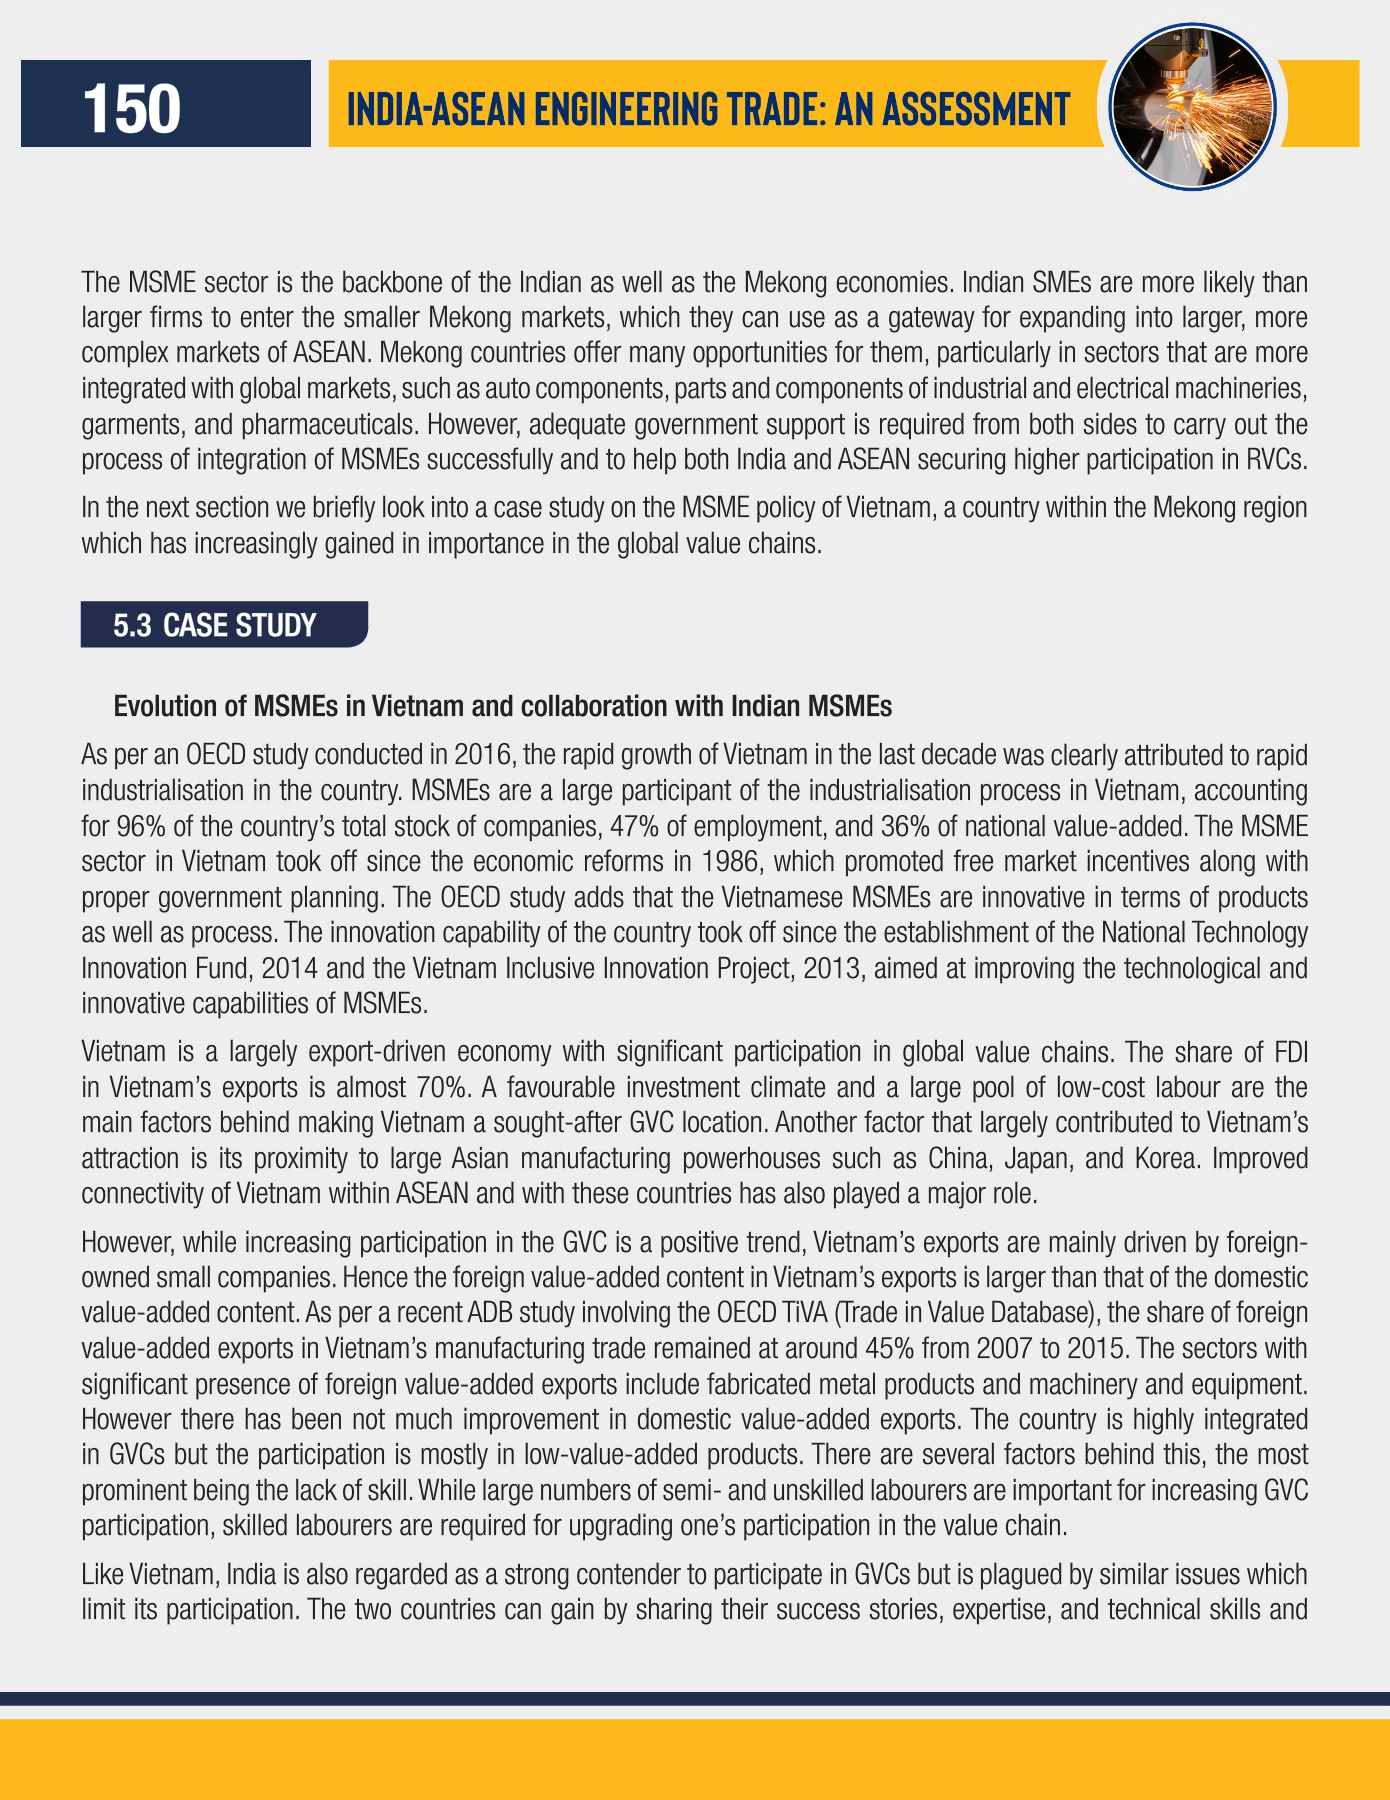 150
INDIA-ASEAN ENGINEERING TRADE: AN ASSESSMENT
The MSME sector is the backbone of the Indian as well as the Mekong economies. Indian SMEs are more likely than
larger firms to enter the smaller Mekong markets, which they can use as a gateway for expanding into larger, more
complex markets of ASEAN. Mekong countries offer many opportunities for them, particularly in sectors that are more
integrated with global markets, such as auto components, parts and components of industrial and electrical machineries,
garments, and pharmaceuticals. However, adequate government support is required from both sides to carry out the
process of integration of MSMEs successfully and to help both India and ASEAN securing higher participation in RVCs.
In the next section we briefly look into a case study on the MSME policy of Vietnam, a country within the Mekong region
which has increasingly gained in importance in the global value chains.
5.3 CASE STUDY
Evolution of MSMEs in Vietnam and collaboration with Indian MSMEs
As per an OECD study conducted in 2016, the rapid growth of Vietnam in the last decade was clearly attributed to rapid
industrialisation in the country. MSMEs are a large participant of the industrialisation process in Vietnam, accounting
for 96% of the country’s total stock of companies, 47% of employment, and 36% of national value-added. The MSME
sector in Vietnam took off since the economic reforms in 1986, which promoted free market incentives along with
proper government planning. The OECD study adds that the Vietnamese MSMEs are innovative in terms of products
as well as process. The innovation capability of the country took off since the establishment of the National Technology
Innovation Fund, 2014 and the Vietnam Inclusive Innovation Project, 2013, aimed at improving the technological and
innovative capabilities of MSMEs.
Vietnam is a largely export-driven economy with significant participation in global value chains. The share of FDI
in Vietnam’s exports is almost 70%. A favourable investment climate and a large pool of low-cost labour are the
main factors behind making Vietnam a sought-after GVC location. Another factor that largely contributed to Vietnam’s
attraction is its proximity to large Asian manufacturing powerhouses such as China, Japan, and Korea. Improved
connectivity of Vietnam within ASEAN and with these countries has also played a major role.
However, while increasing participation in the GVC is a positive trend, Vietnam’s exports are mainly driven by foreign-
owned small companies. Hence the foreign value-added content in Vietnam’s exports is larger than that of the domestic
value-added content. As per a recent ADB study involving the OECD TiVA (Trade in Value Database), the share of foreign
value-added exports in Vietnam’s manufacturing trade remained at around 45% from 2007 to 2015. The sectors with
significant presence of foreign value-added exports include fabricated metal products and machinery and equipment.
However there has been not much improvement in domestic value-added exports. The country is highly integrated
in GVCs but the participation is mostly in low-value-added products. There are several factors behind this, the most
prominent being the lack of skill. While large numbers of semi- and unskilled labourers are important for increasing GVC
participation, skilled labourers are required for upgrading one’s participation in the value chain.
Like Vietnam, India is also regarded as a strong contender to participate in GVCs but is plagued by similar issues which
limit its participation. The two countries can gain by sharing their success stories, expertise, and technical skills and